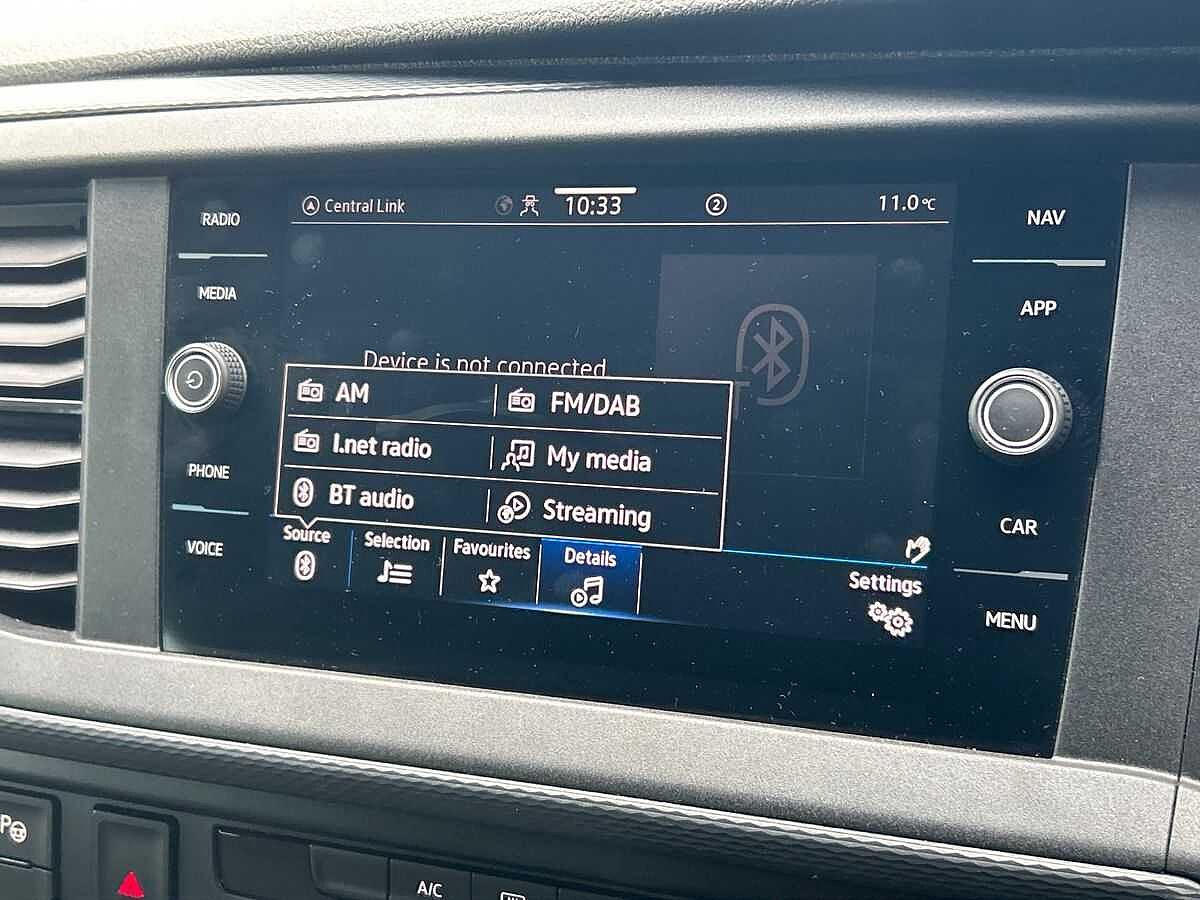 RADIO
MEDIA
PHONE
VOICE
Central Link
10:33
2
11.0°C
Device is not connected
AM
FM/DAB
I.net radio
My media
BT audio
Streaming
Source
Selection
Favourites
Details
Settings
NAV
APP
CAR
MENU
P
A/C